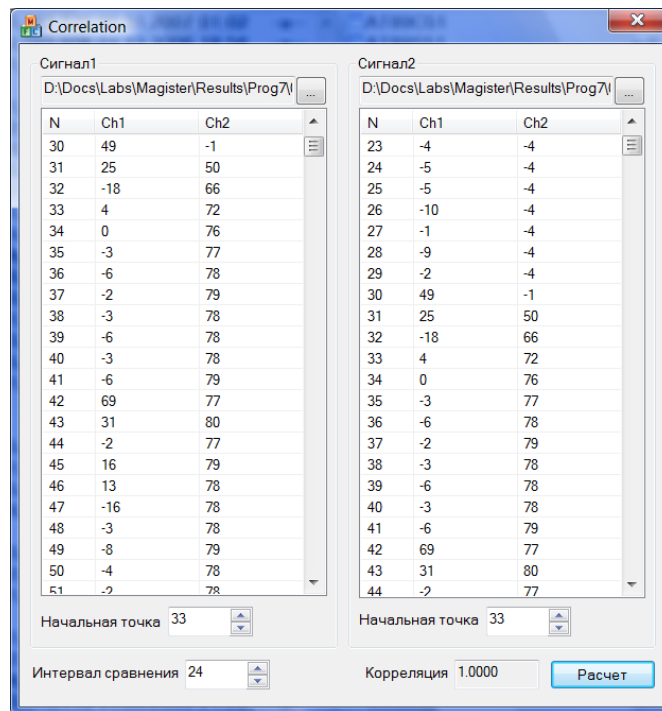 Correlation
Сигнал1
D:\Docs\Labs\Magister\Results\Prog7\
...
N Ch1 Ch2
30 49 -1
31 25 50
32 -18 66
33 4 72
34 0 76
35 -3 77
36 -6 78
37 -2 79
38 -3 78
39 -6 78
40 -3 78
41 -6 79
42 69 77
43 31 80
44 -2 77
45 16 79
46 13 78
47 -16 78
48 -3 78
49 -8 79
50 -4 78
51 -2 78
Начальная точка 33
Сигнал2
D:\Docs\Labs\Magister\Results\Prog7\
...
N Ch1 Ch2
23 -4 -4
24 -5 -4
25 -5 -4
26 -10 -4
27 -1 -4
28 -9 -4
29 -2 -4
30 49 -1
31 25 50
32 -18 66
33 4 72
34 0 76
35 -3 77
36 -6 78
37 -2 79
38 -3 78
39 -6 78
40 -3 78
41 -6 79
42 69 77
43 31 80
44 -2 77
Начальная точка 33
Интервал сравнения 24
Корреляция 1.0000
Расчет